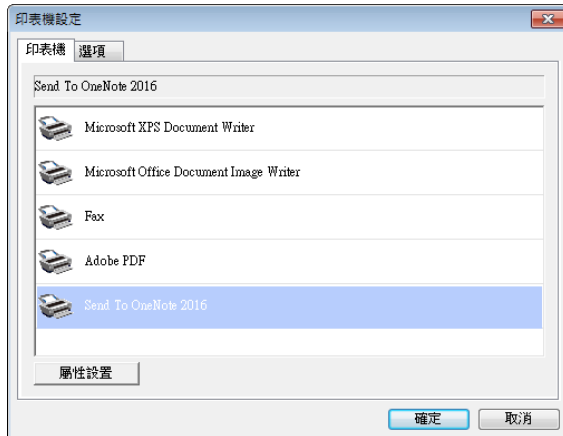 印表機設定
印表機 選項
Send To OneNote 2016
Microsoft XPS Document Writer
Microsoft Office Document Image Writer
Fax
Adobe PDF
Send To OneNote 2016
屬性設置
確定 取消